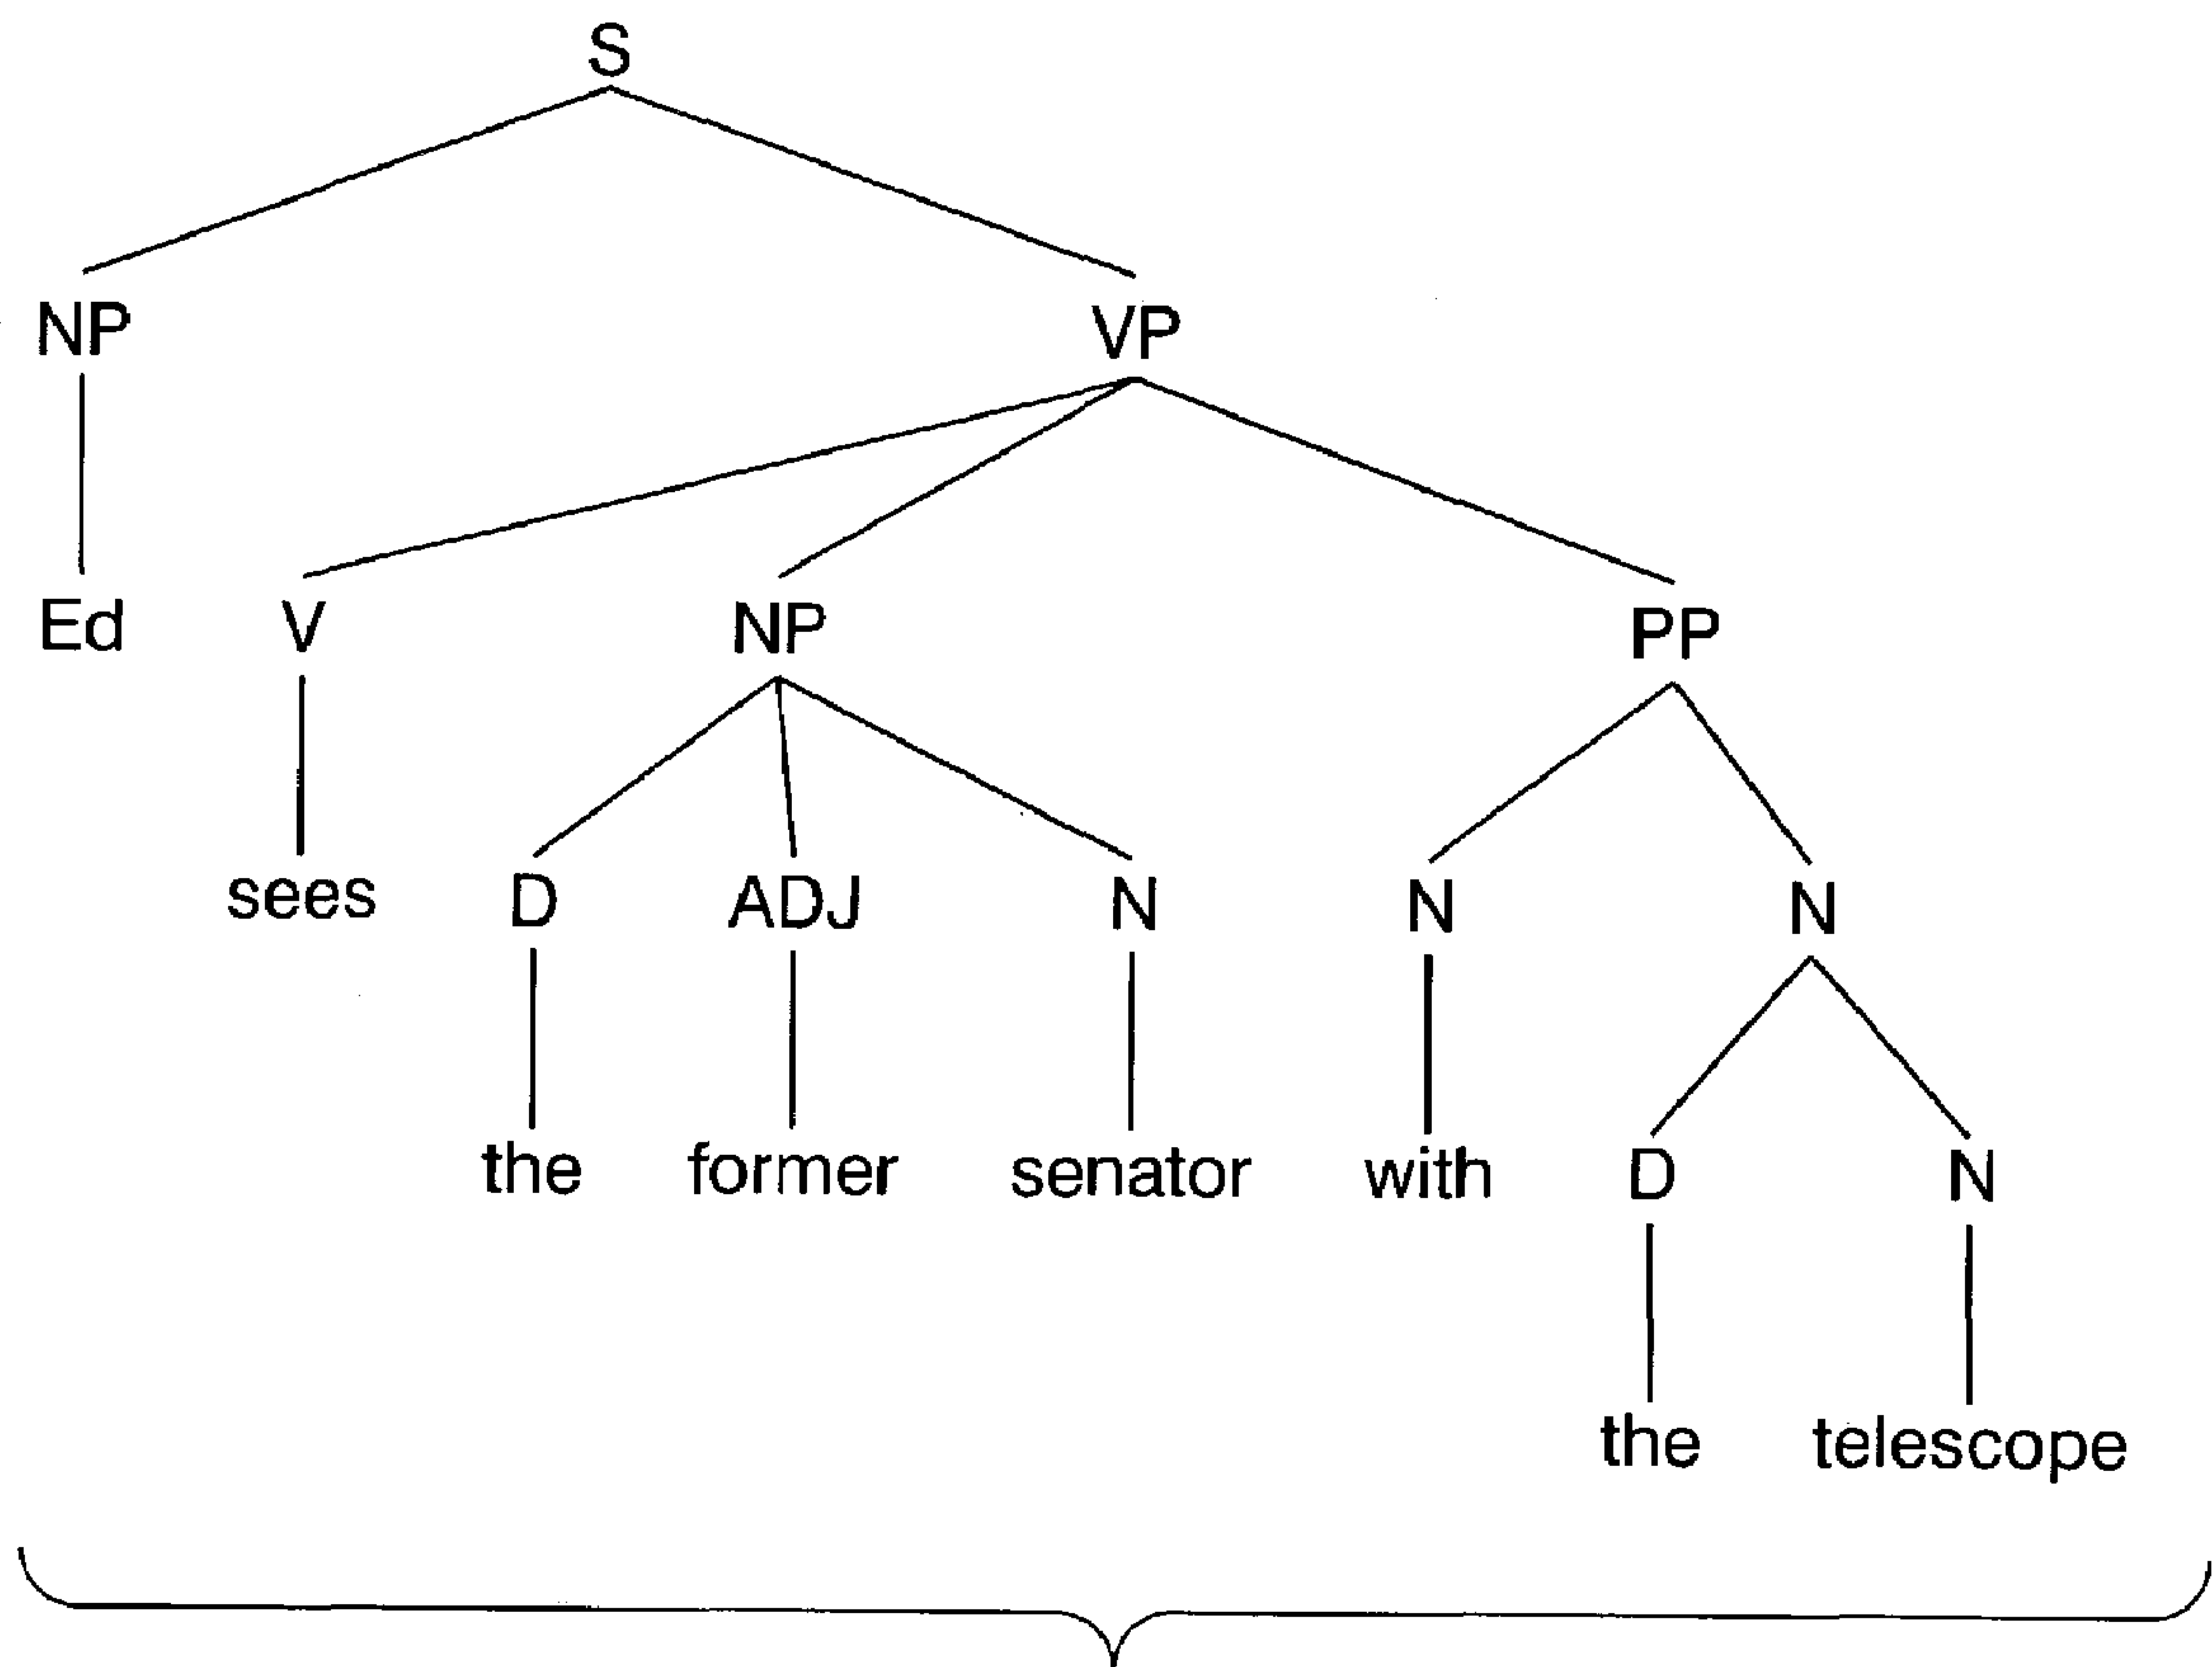 S
NP VP
Ed V NP PP
sees D ADJ N N N
the former senator with D N
the telescope